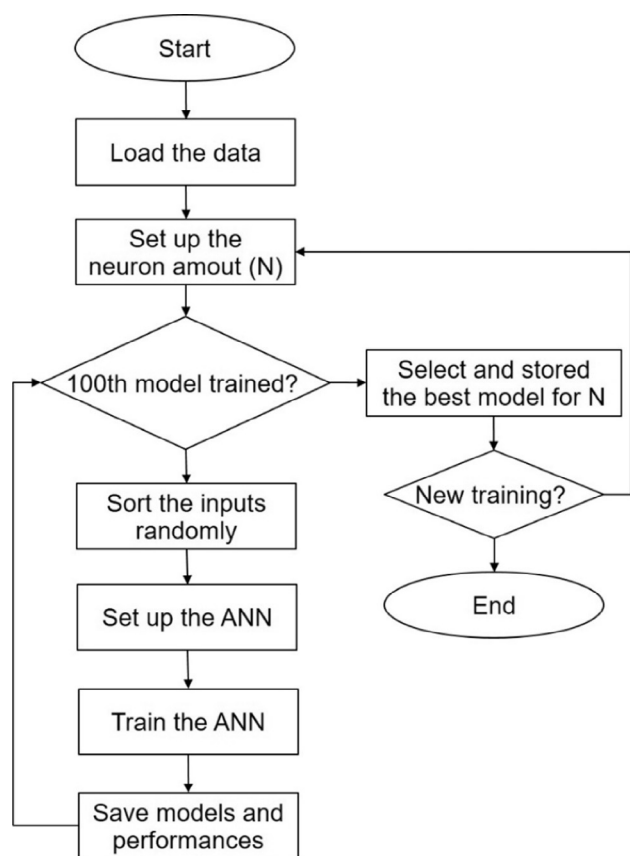 Start
Load the data
Set up the
neuron amout (N)
100th model trained?
Select and stored
the best model for N
Sort the inputs
randomly
New training?
Set up the ANN
End
Train the ANN
Save models and
performances